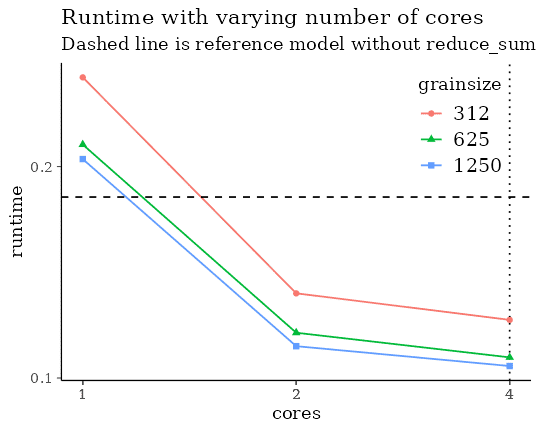 Runtime with varying number of cores
Dashed line is reference model without reduce_sum
grainsize
312
625
1250
0.2
0.1
runtime
1 2 4
cores